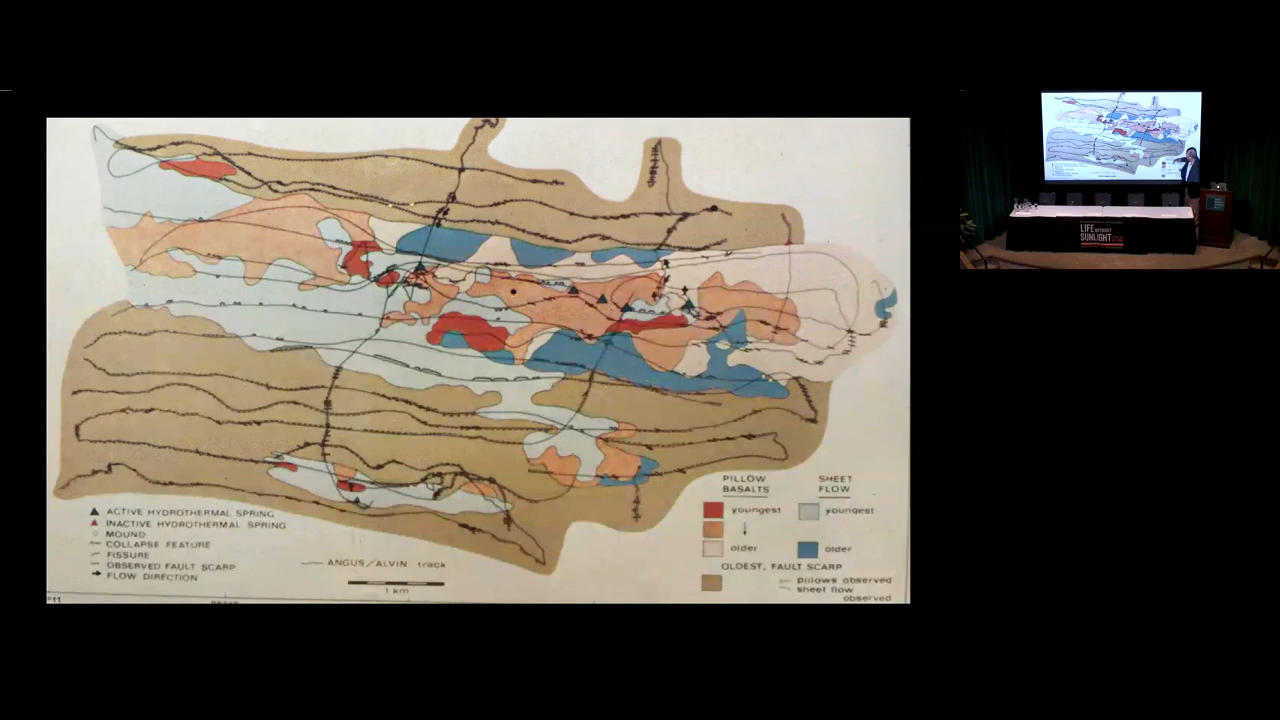 ACTIVE HYDROTHERMAL SPRING
INACTIVE HYDROTHERMAL SPRING
MOUND
COLLAPSE FEATURE
FISSURE
OBSERVED FAULT SCARP
FLOW DIRECTION
ANGUS/ALVIN track
1 km
PILLOW BASALTS
youngest
older
SHEET FLOW
youngest
older
OLDEST, FAULT SCARP
pillows observed
sheet flow
observed
LIFE
WITHOUT
SUNLIGHT